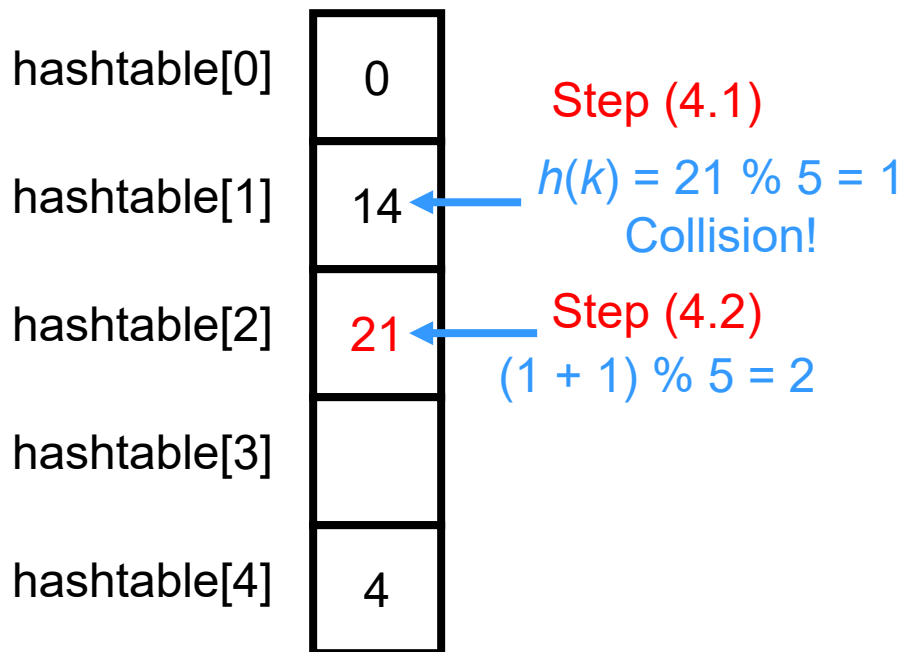 hashtable[0]
0
Step (4.1)
hashtable[1]
14
h(k) = 21 % 5 = 1
Collision!
hashtable[2]
21
Step (4.2)
(1 + 1) % 5 = 2
hashtable[3]
hashtable[4]
4